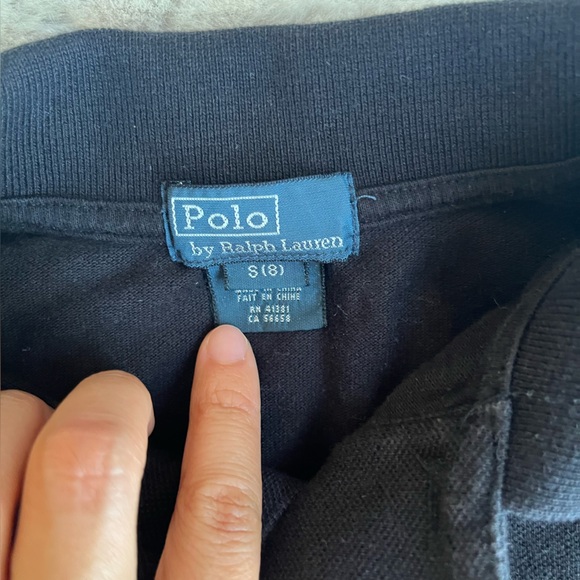 Polo
by Ralph Lauren
S(8)
MADE IN CHINA
FAIT EN CHINE
RN 41381
CA 56658